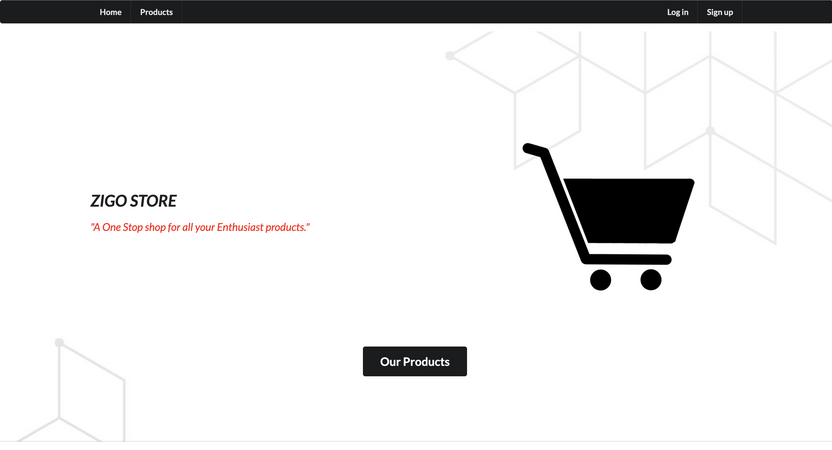 Home Products Log in Sign up
ZIGO STORE
"A One Stop shop for all your Enthusiast products."
Our Products